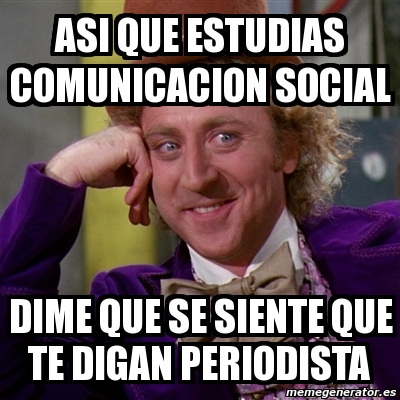 ASI QUE ESTUDIAS
COMUNICACION SOCIAL
DIME QUE SE SIENTE QUE
TE DIGAN PERIODISTA
memegenerator.es